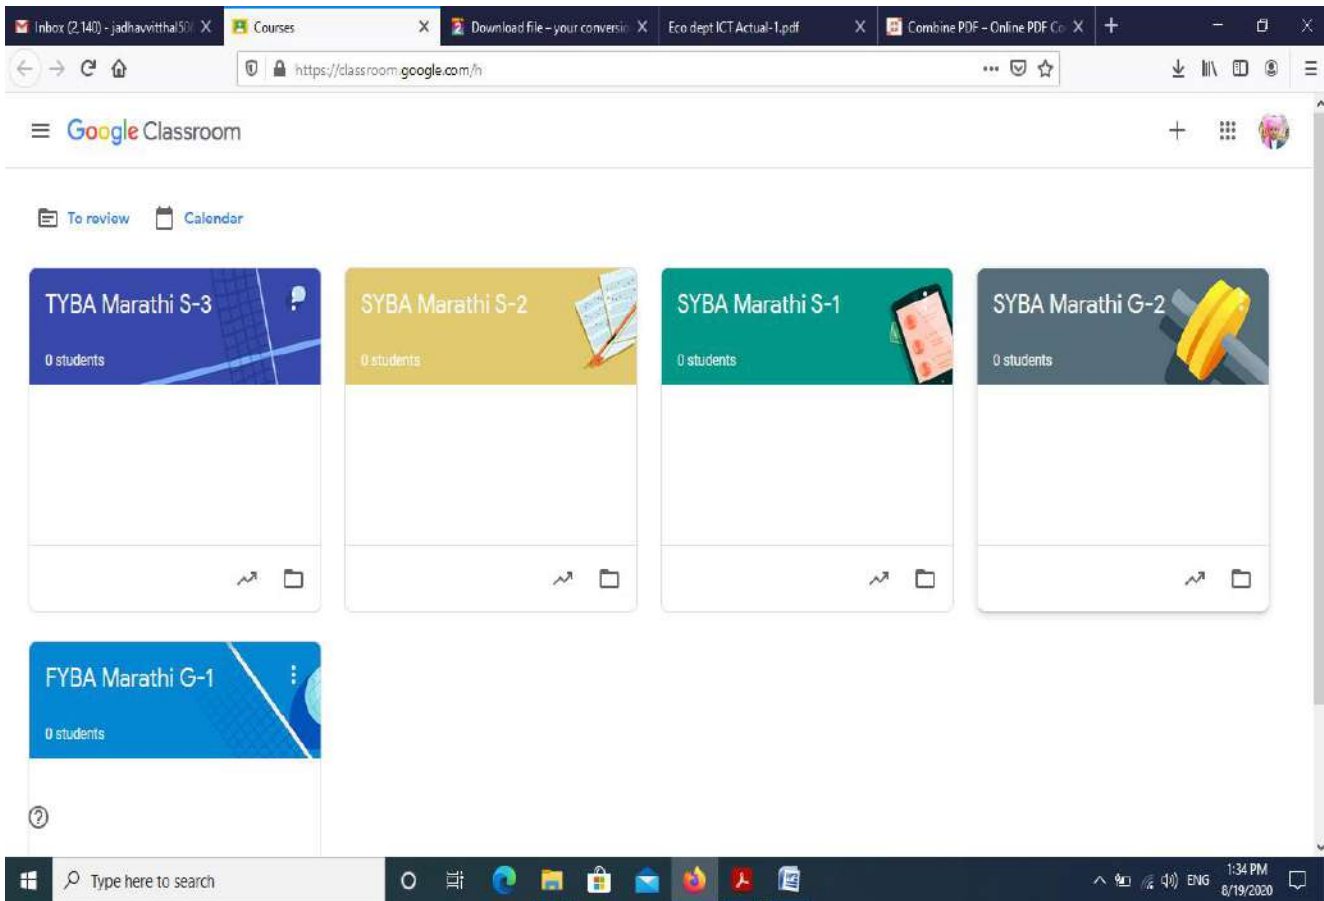 Inbox (2,140) - jadhavvitthal50
Courses
Download file – your conversio
Eco dept ICT Actual-1.pdf
Combine PDF – Online PDF Co
https://classroom.google.com/h
Google Classroom
To review
Calendar
TYBA Marathi S-3
0 students
SYBA Marathi S-2
0 students
SYBA Marathi S-1
0 students
SYBA Marathi G-2
0 students
FYBA Marathi G-1
0 students
Type here to search
ENG
1:34 PM
8/19/2020